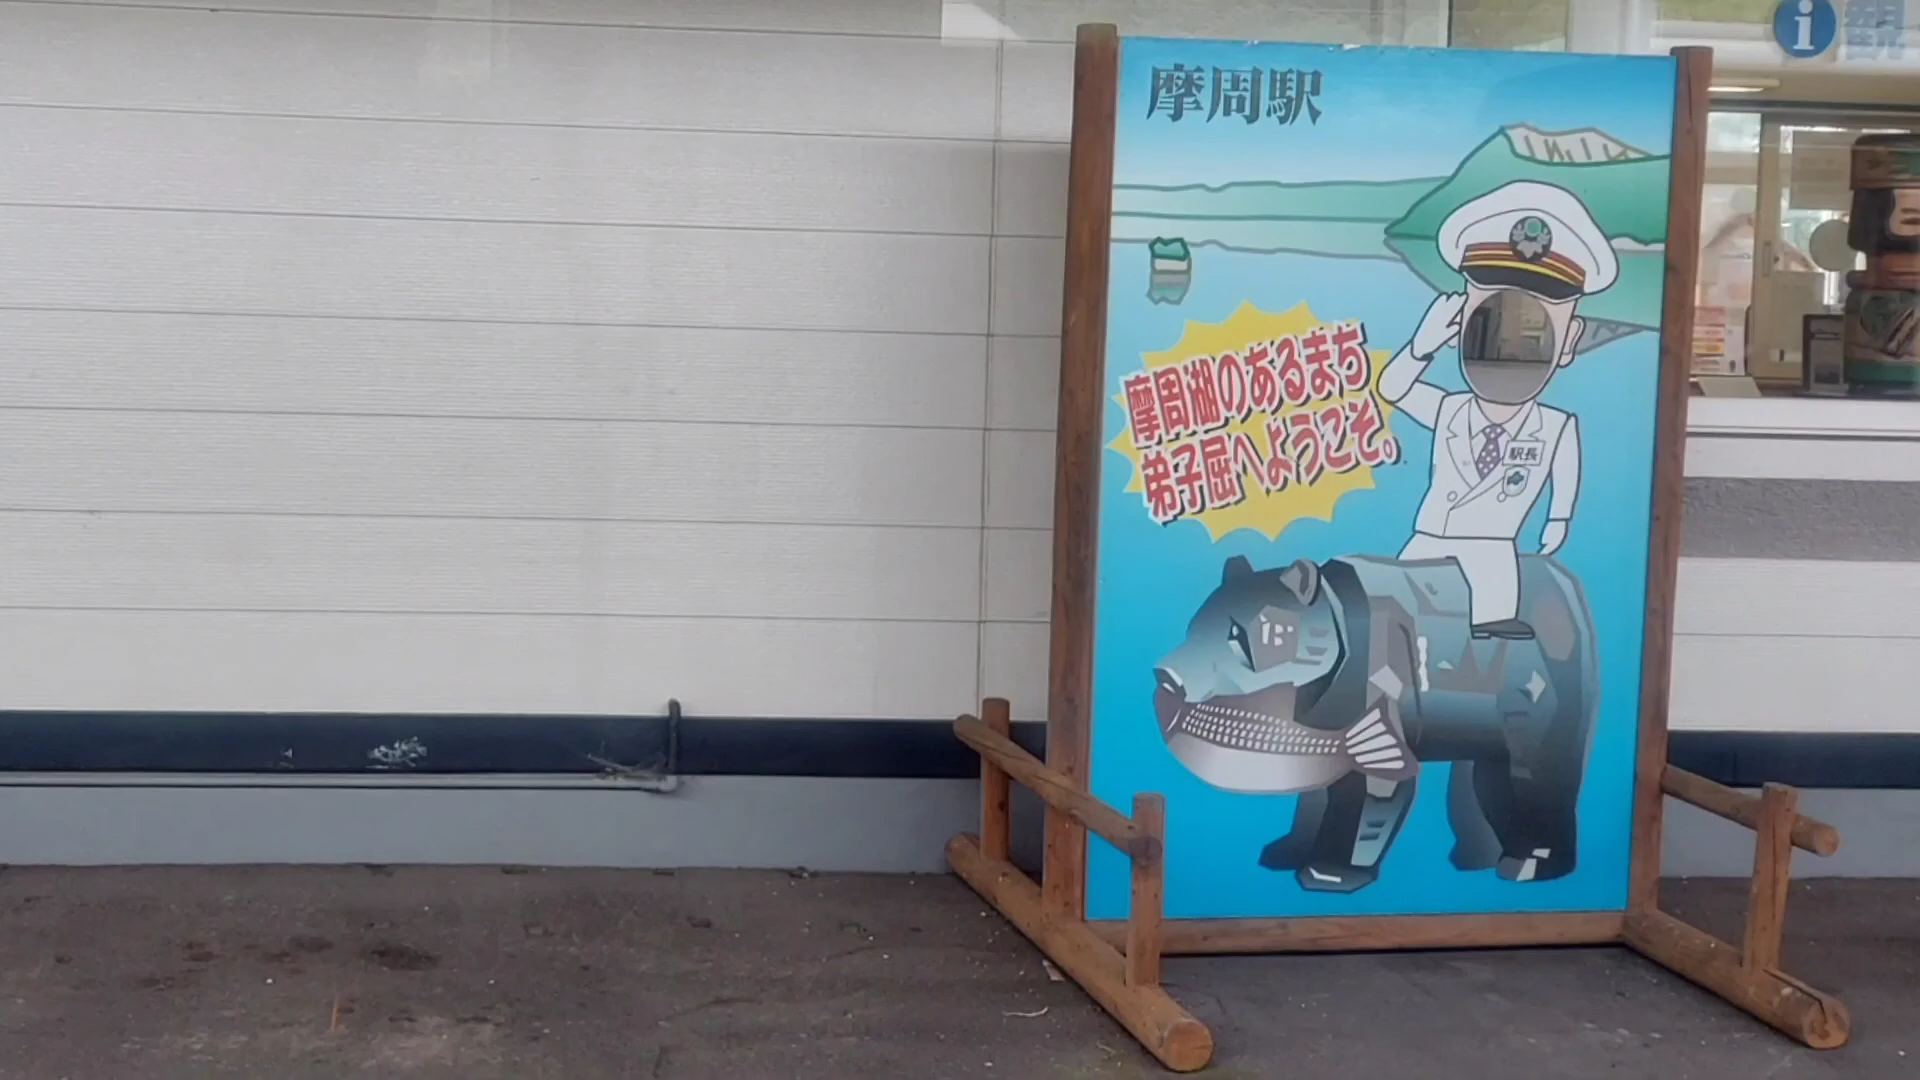 摩周駅
摩周湖のあるまち
弟子屈へようこそ。
駅長
i 観